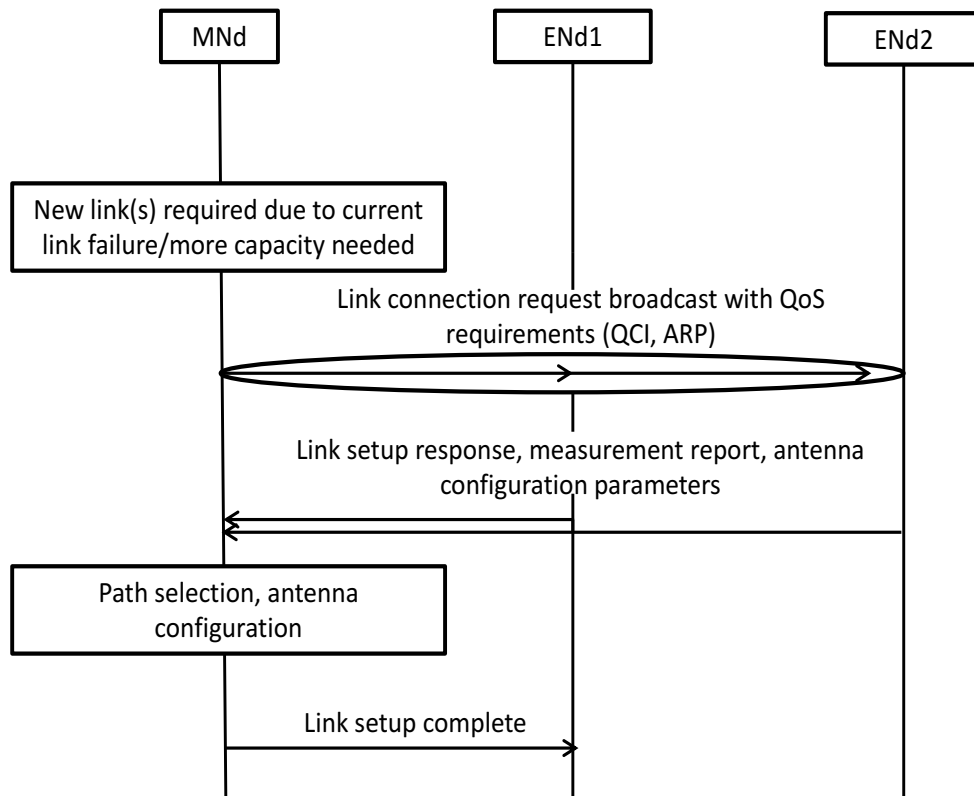 MNd
ENd1
ENd2
New link(s) required due to current
link failure/more capacity needed
Link connection request broadcast with QoS
requirements (QCI, ARP)
Link setup response, measurement report, antenna
configuration parameters
Path selection, antenna
configuration
Link setup complete